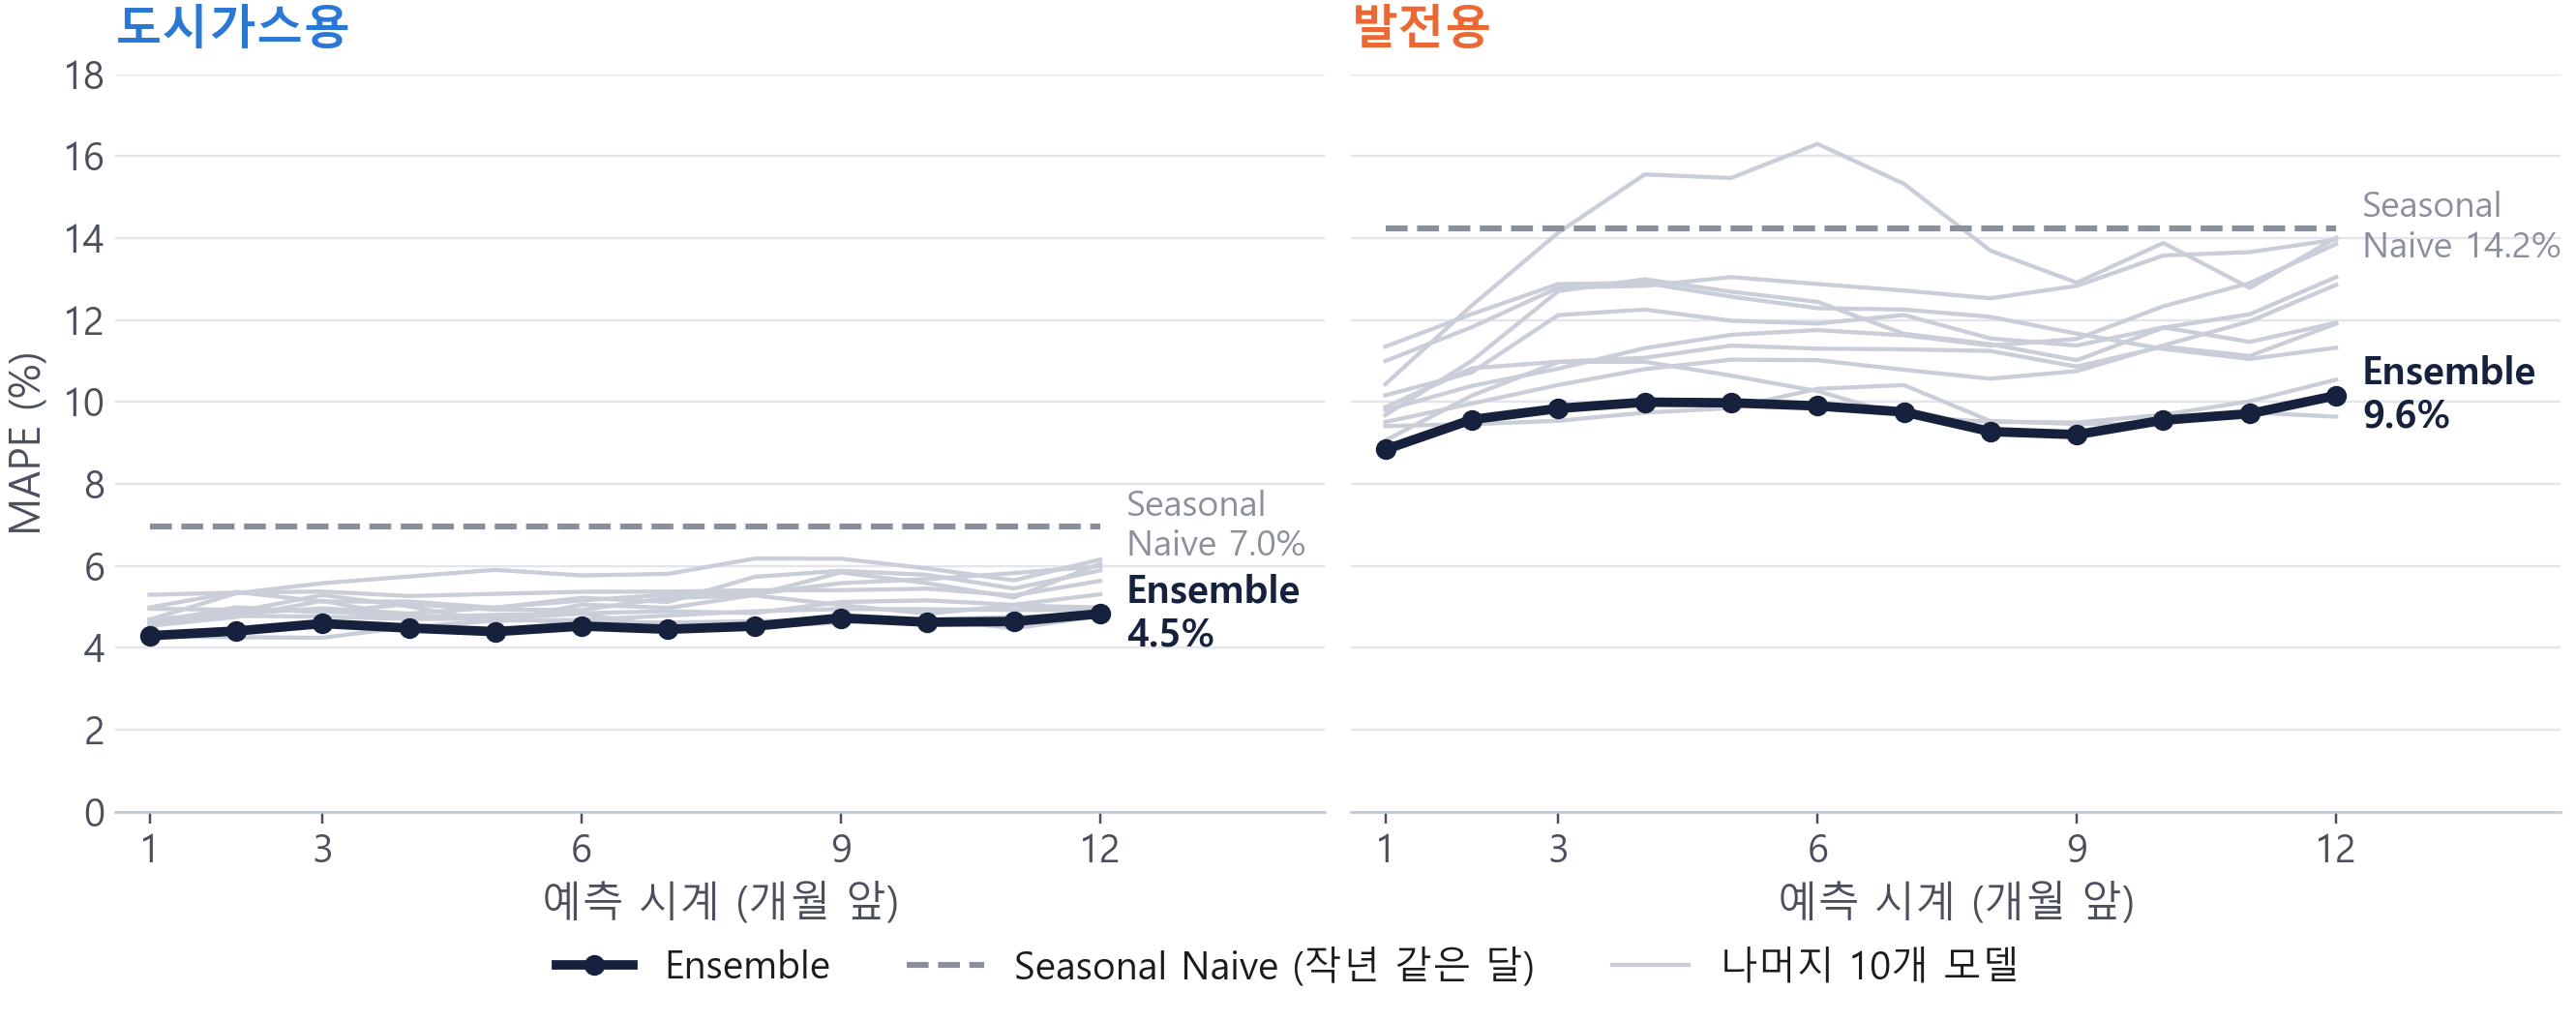 도시가스용
발전용
MAPE (%)
18
16
14
12
10
8
6
4
2
0
Seasonal
Naive 7.0%
Ensemble
4.5%
Seasonal
Naive 14.2%
Ensemble
9.6%
1 3 6 9 12
1 3 6 9 12
예측 시계 (개월 앞)
예측 시계 (개월 앞)
Ensemble
Seasonal Naive (작년 같은 달)
나머지 10개 모델